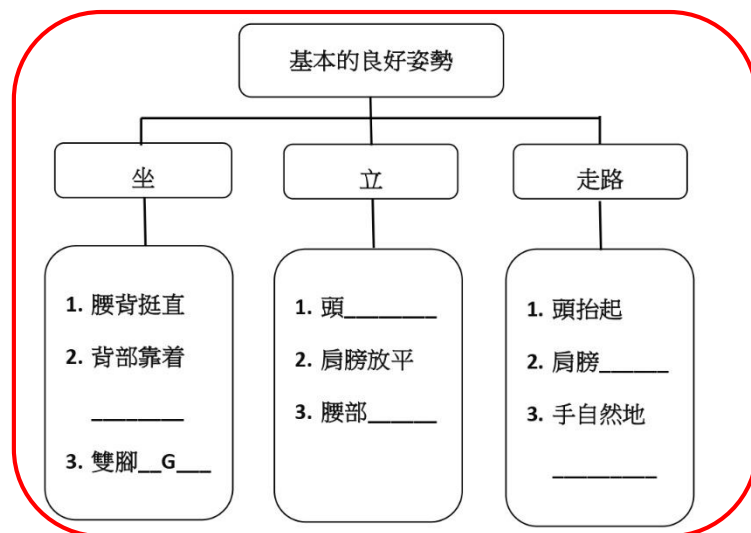 基本的良好姿勢
坐
立
走路
1. 腰背挺直
2. 背部靠着
________
3. 雙腳__G___
1. 頭________
2. 肩膀放平
3. 腰部______
1. 頭抬起
2. 肩膀______
3. 手自然地
_________